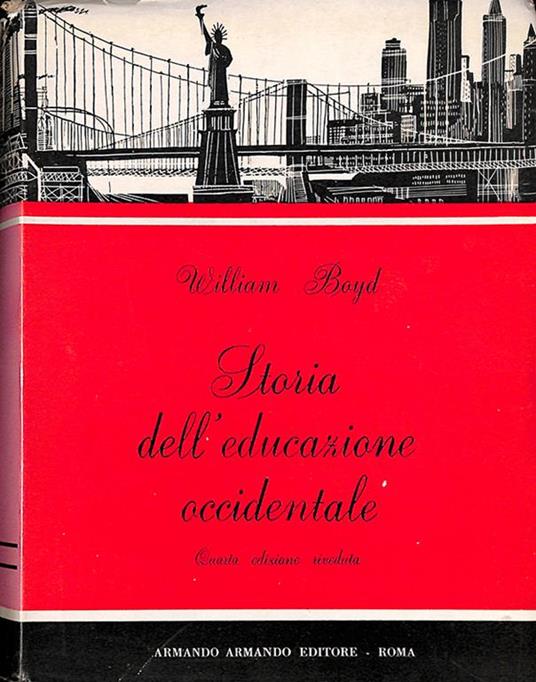 William Boyd
Storia
dell'educazione
occidentale
Quarta edizione riveduta
ARMANDO ARMANDO EDITORE - ROMA